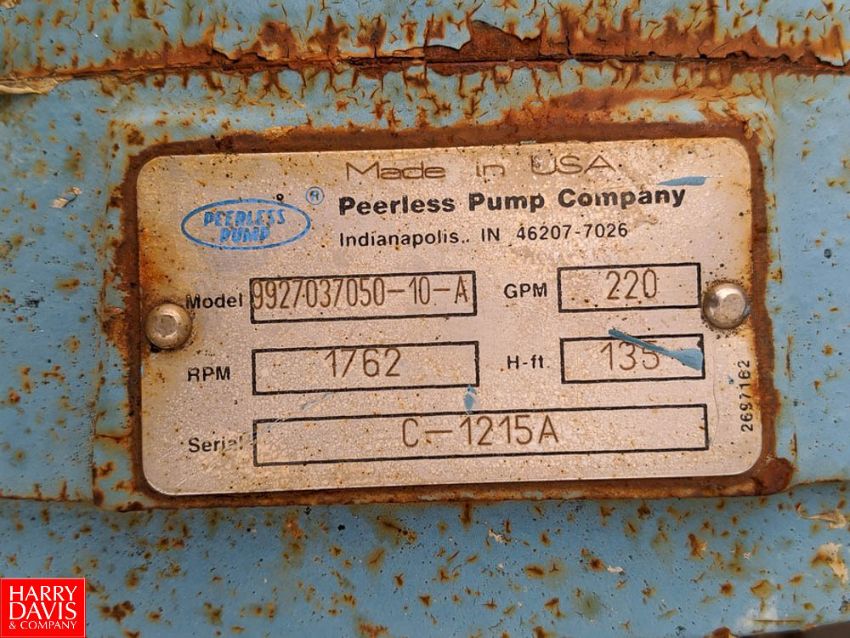 Made in USA
PEERLESS
PUMP
®
Peerless Pump Company
Indianapolis,. IN 46207-7026
Model 9927037050-10-A GPM 220
RPM 1762 H-ft. 135
Serial C-1215A
2697162
HARRY
DAVIS
& COMPANY